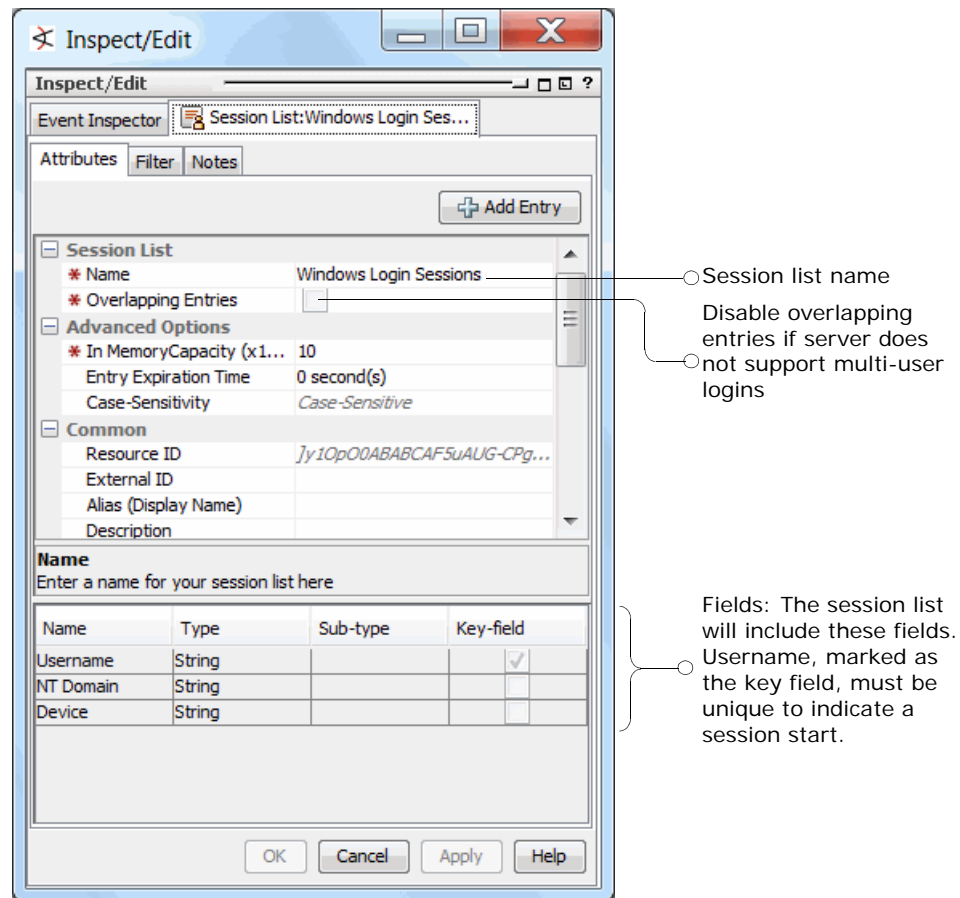 Inspect/Edit
Inspect/Edit ?
Event Inspector Session List:Windows Login Ses...
Attributes Filter Notes
Add Entry
Session List
* Name Windows Login Sessions
* Overlapping Entries
Advanced Options
* In MemoryCapacity (x1... 10
Entry Expiration Time 0 second(s)
Case-Sensitivity Case-Sensitive
Common
Resource ID ]y1OpO0ABABCAF5uAUG-CPg...
External ID
Alias (Display Name)
Description
Name
Enter a name for your session list here
Name Type Sub-type Key-field
Username String
NT Domain String
Device String
OK Cancel Apply Help
Session list name
Disable overlapping
entries if server does
not support multi-user
logins
Fields: The session list
will include these fields.
Username, marked as
the key field, must be
unique to indicate a
session start.